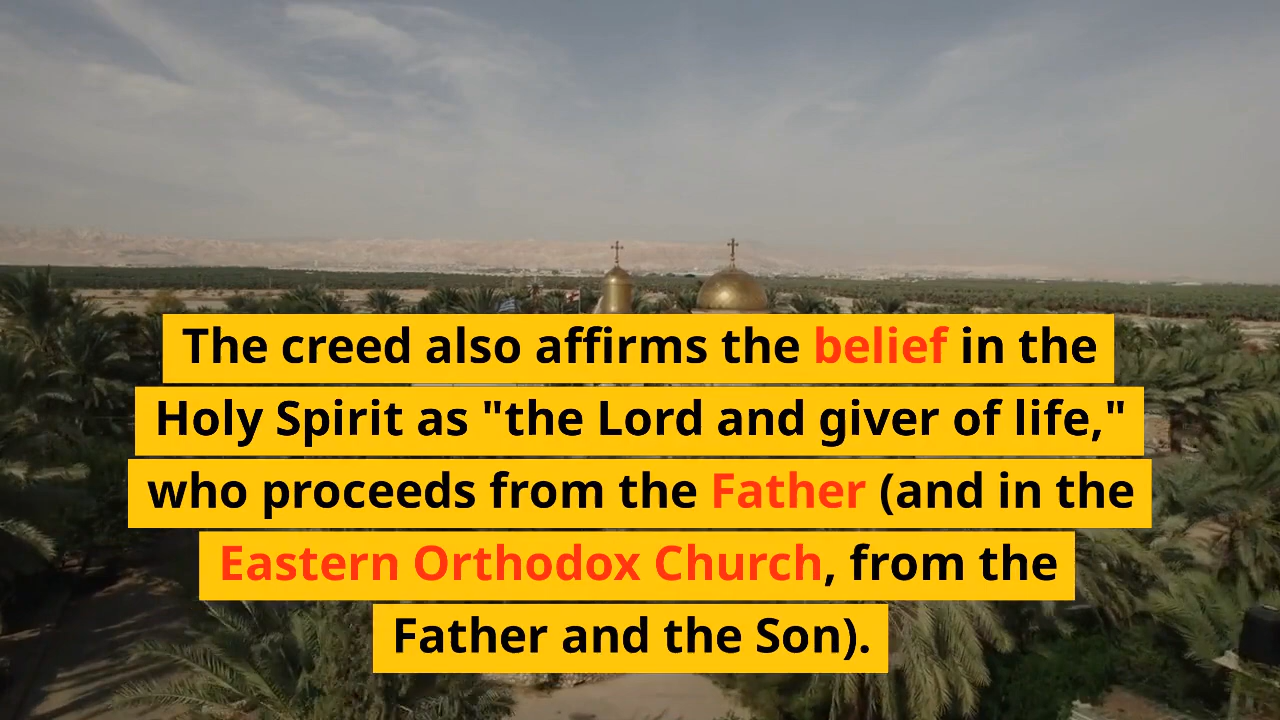 The creed also affirms the belief in the
Holy Spirit as "the Lord and giver of life,"
who proceeds from the Father (and in the
Eastern Orthodox Church, from the
Father and the Son).